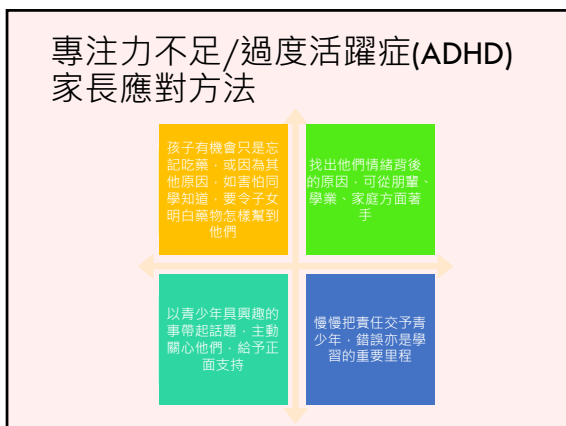 專注力不足/過度活躍症(ADHD)
家長應對方法
孩子有機會只是忘
記吃藥，或因為其
他原因，如害怕同
學知道，要令子女
明白藥物怎樣幫到
他們
找出他們情緒背後
的原因，可從朋輩、
學業、家庭方面著
手
以青少年具興趣的
事帶起話題，主動
關心他們，給予正
面支持
慢慢把責任交予青
少年，錯誤亦是學
習的重要里程